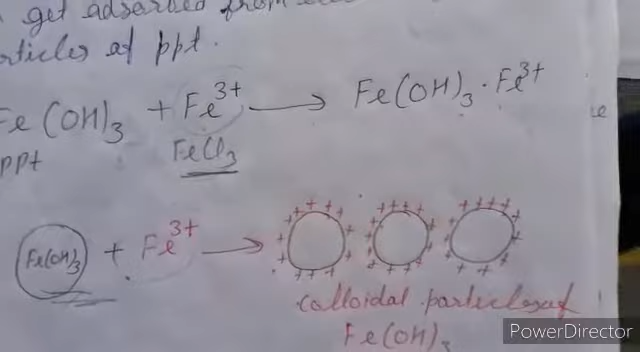 get adsorbed from
of ppt.
Fe(OH)3 + Fe3+ → Fe(OH)3 · Fe3+
ppt FeCl3
Fe(OH)3 + Fe3+ →
colloidal particles of
Fe(OH)3
PowerDirector